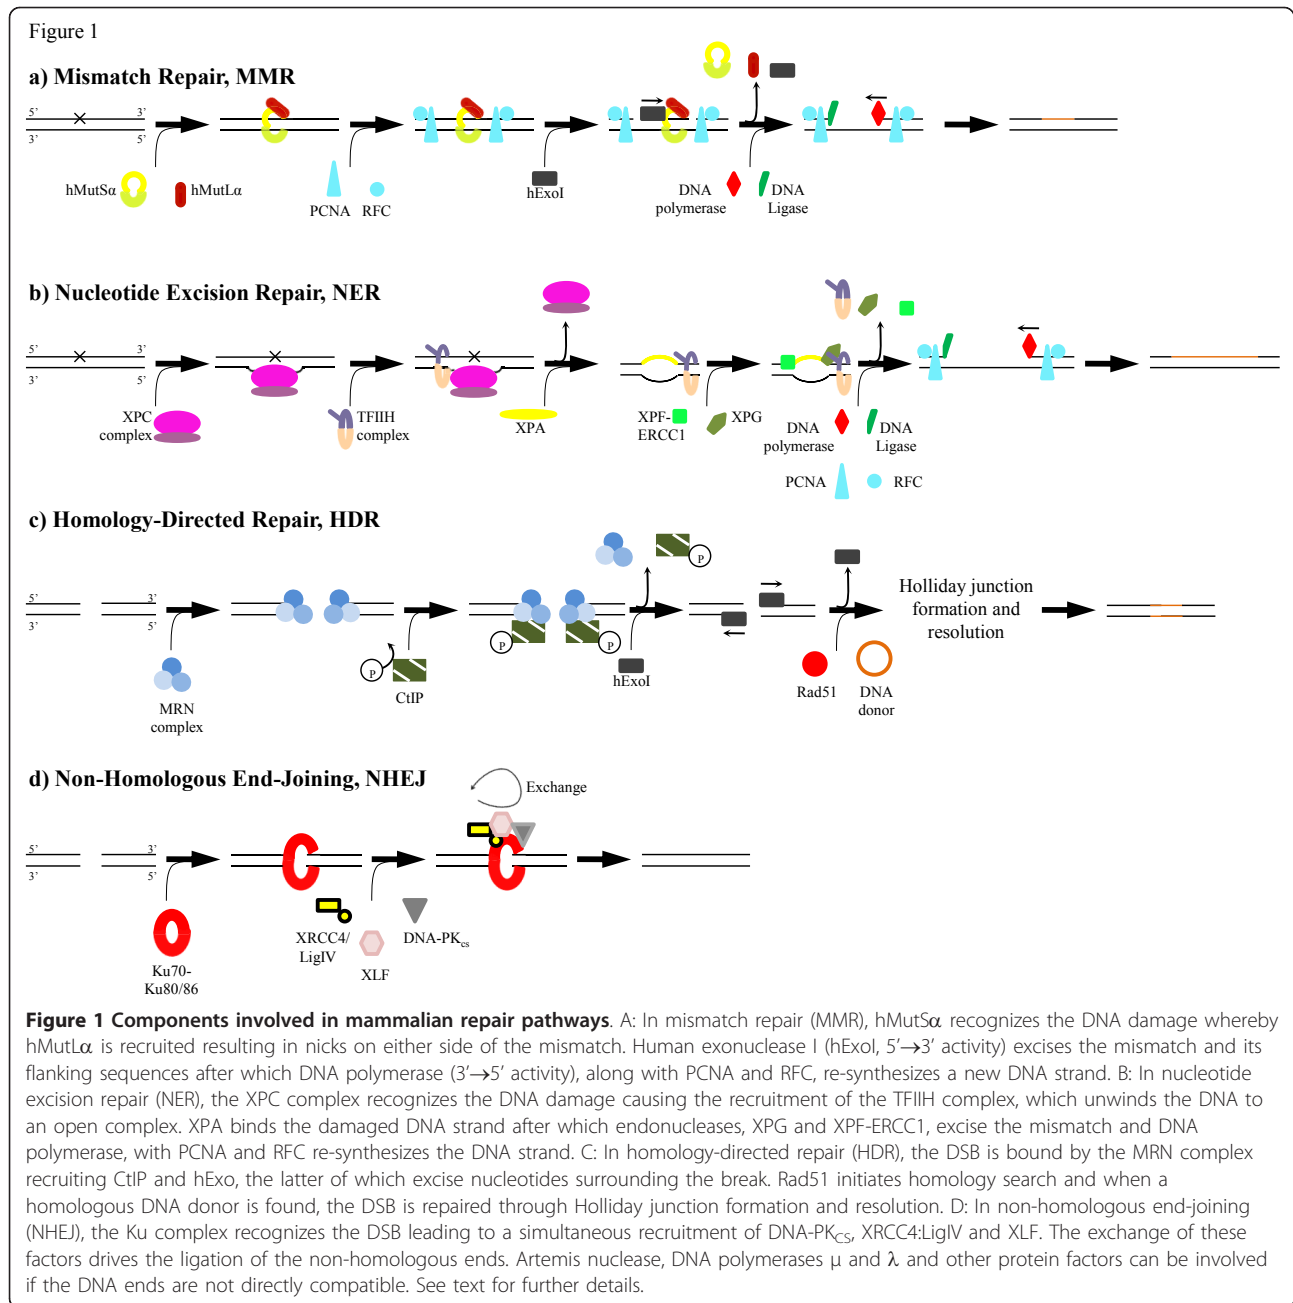 Figure 1
a) Mismatch Repair, MMR
5’ 3’
3’ 5’
hMutSα hMutLα
PCNA RFC
hExoI
DNA polymerase
DNA Ligase
b) Nucleotide Excision Repair, NER
5’ 3’
3’ 5’
XPC complex
TFIIH complex
XPA
XPF-ERCC1
XPG
DNA polymerase
DNA Ligase
PCNA RFC
c) Homology-Directed Repair, HDR
5’ 3’
3’ 5’
MRN complex
P
CtIP
P P
hExoI
P
Rad51
DNA donor
Holliday junction
formation and
resolution
d) Non-Homologous End-Joining, NHEJ
5’ 3’
3’ 5’
Ku70-
Ku80/86
XRCC4/
LigIV
XLF
DNA-PKcs
Exchange
Figure 1 Components involved in mammalian repair pathways. A: In mismatch repair (MMR), hMutSα recognizes the DNA damage whereby
hMutLα is recruited resulting in nicks on either side of the mismatch. Human exonuclease I (hExoI, 5′→3′ activity) excises the mismatch and its
flanking sequences after which DNA polymerase (3′→5′ activity), along with PCNA and RFC, re-synthesizes a new DNA strand. B: In nucleotide
excision repair (NER), the XPC complex recognizes the DNA damage causing the recruitment of the TFIIH complex, which unwinds the DNA to
an open complex. XPA binds the damaged DNA strand after which endonucleases, XPG and XPF-ERCC1, excise the mismatch and DNA
polymerase, with PCNA and RFC re-synthesizes the DNA strand. C: In homology-directed repair (HDR), the DSB is bound by the MRN complex
recruiting CtIP and hExo, the latter of which excise nucleotides surrounding the break. Rad51 initiates homology search and when a
homologous DNA donor is found, the DSB is repaired through Holliday junction formation and resolution. D: In non-homologous end-joining
(NHEJ), the Ku complex recognizes the DSB leading to a simultaneous recruitment of DNA-PKCS, XRCC4:LigIV and XLF. The exchange of these
factors drives the ligation of the non-homologous ends. Artemis nuclease, DNA polymerases μ and λ and other protein factors can be involved
if the DNA ends are not directly compatible. See text for further details.